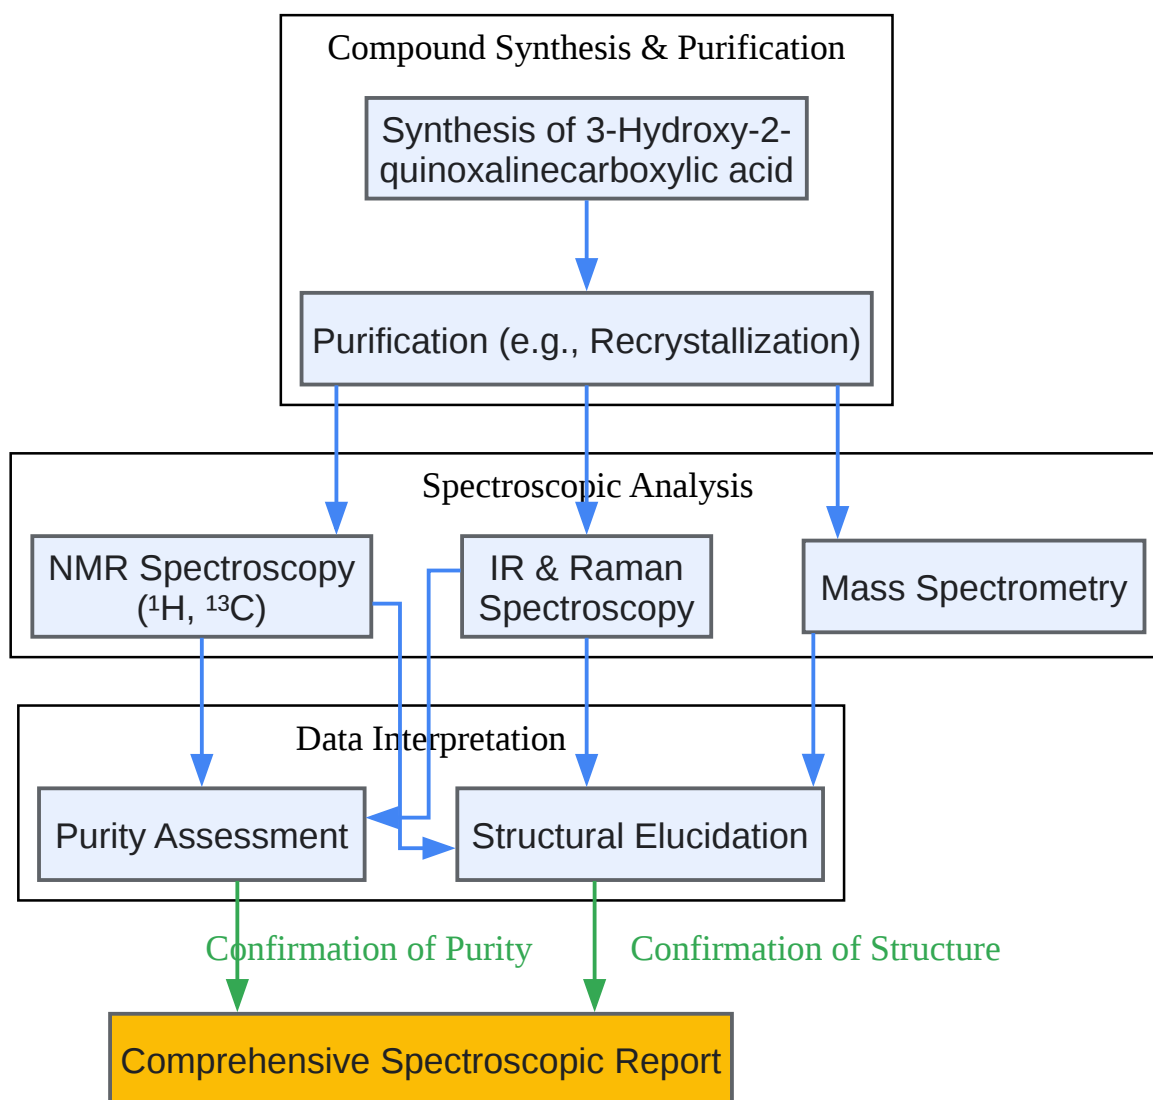 Compound Synthesis & Purification
Synthesis of 3-Hydroxy-2-
quinoxalinecarboxylic acid
Purification (e.g., Recrystallization)
Spectroscopic Analysis
NMR Spectroscopy
(¹H, ¹³C)
IR & Raman
Spectroscopy
Mass Spectrometry
Data Interpretation
Purity Assessment
Structural Elucidation
Confirmation of Purity
Confirmation of Structure
Comprehensive Spectroscopic Report